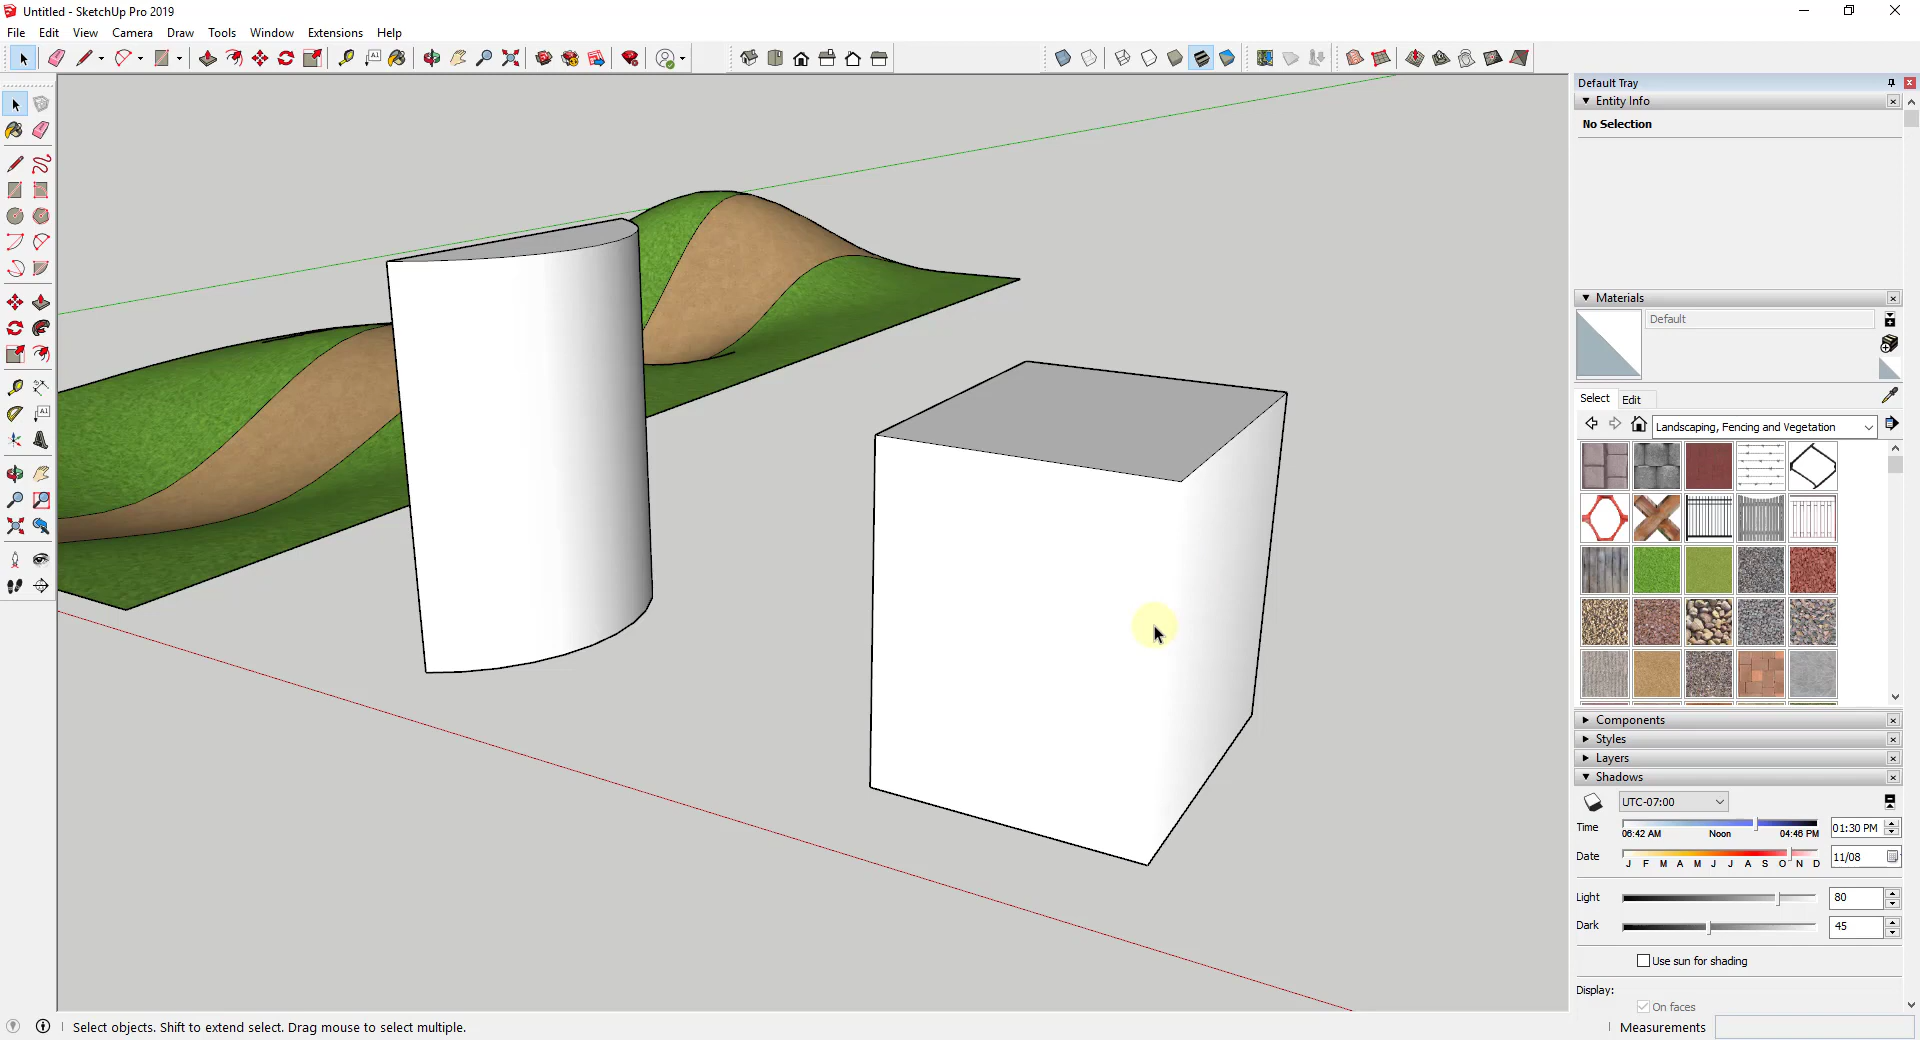 Untitled - SketchUp Pro 2019
File Edit View Camera Draw Tools Window Extensions Help
Default Tray
Entity Info
No Selection
Materials
Default
Select Edit
Landscaping, Fencing and Vegetation
Components
Styles
Layers
Shadows
UTC-07:00
Time 01:30 PM
06:42 AM Noon 04:46 PM
Date 11/08
J F M A M J J A S O N D
Light 80
Dark 45
Use sun for shading
Display:
On faces
Select objects. Shift to extend select. Drag mouse to select multiple.
Measurements